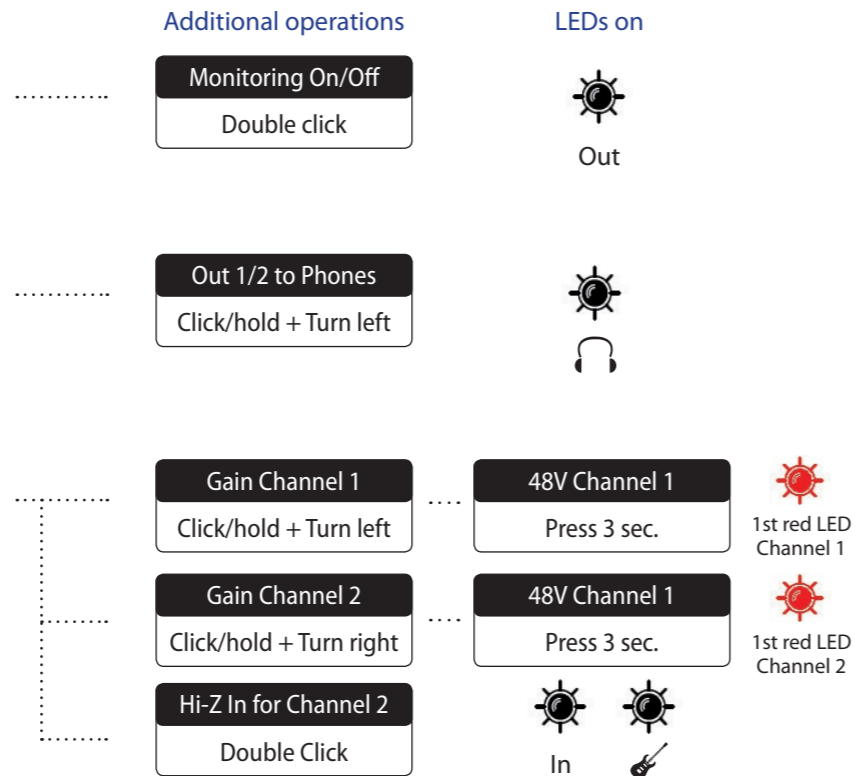 Additional operations
LEDs on
Monitoring On/Off
Double click
Out
Out 1/2 to Phones
Click/hold + Turn left
Gain Channel 1
Click/hold + Turn left
48V Channel 1
Press 3 sec.
1st red LED
Channel 1
Gain Channel 2
Click/hold + Turn right
48V Channel 1
Press 3 sec.
1st red LED
Channel 2
Hi-Z In for Channel 2
Double Click
In